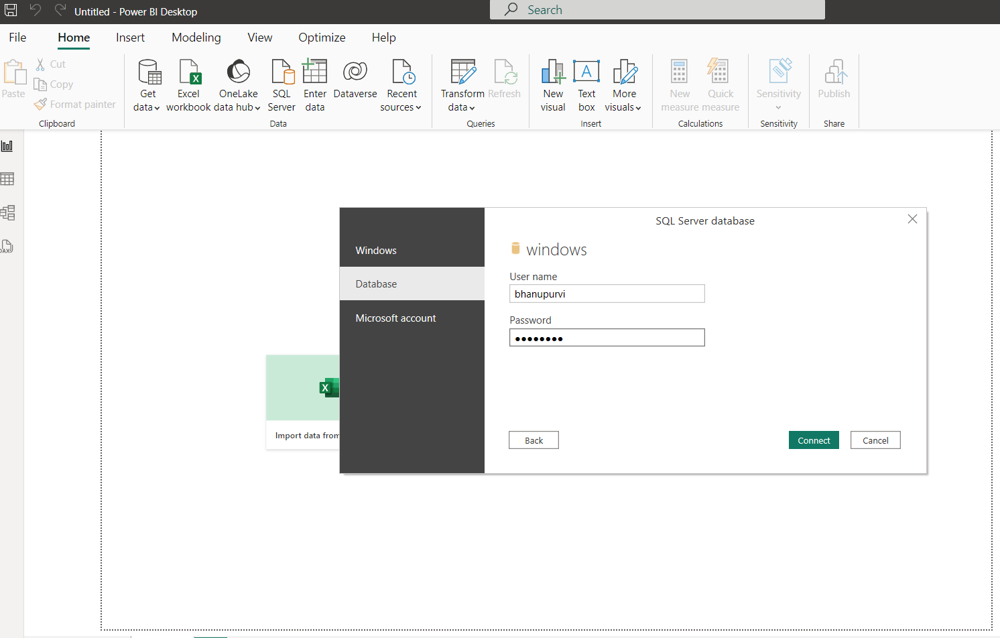 Untitled - Power BI Desktop
Search
File Home Insert Modeling View Optimize Help
Paste
Cut
Copy
Format painter
Clipboard
Get data
Excel workbook
OneLake data hub
SQL Server
Enter data
Dataverse
Recent sources
Data
Transform data
Refresh
Queries
New visual
Text box
More visuals
Insert
New measure
Quick measure
Calculations
Sensitivity
Sensitivity
Publish
Share
DAX
A
X
SQL Server database
Windows
Database
Microsoft account
windows
User name
bhanupurvi
Password
••••••••
Back
Connect
Cancel
X
Import data from